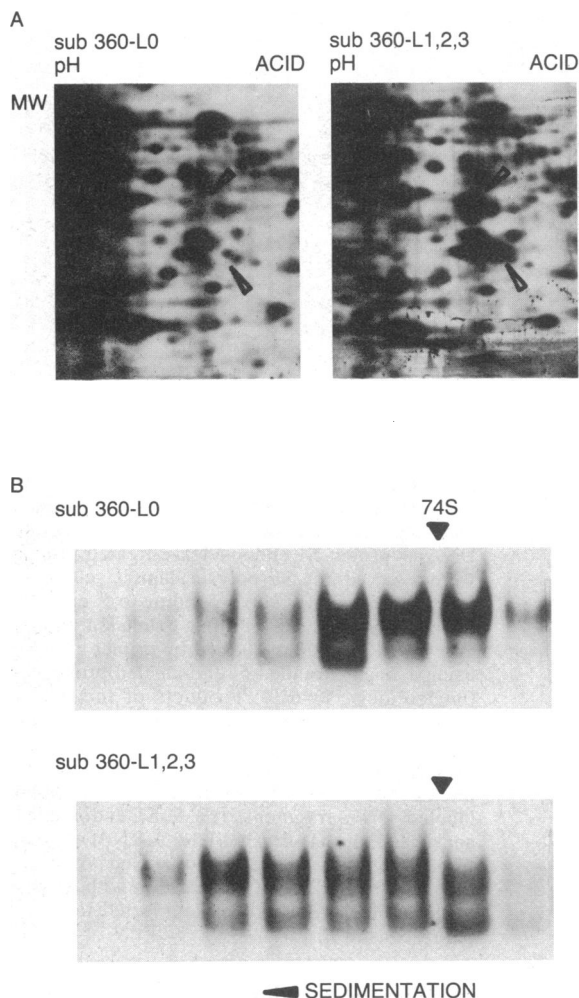 A
sub 360-L0
pH ACID
sub 360-L1,2,3
pH ACID
MW
B
sub 360-L0
74S
sub 360-L1,2,3
SEDIMENTATION